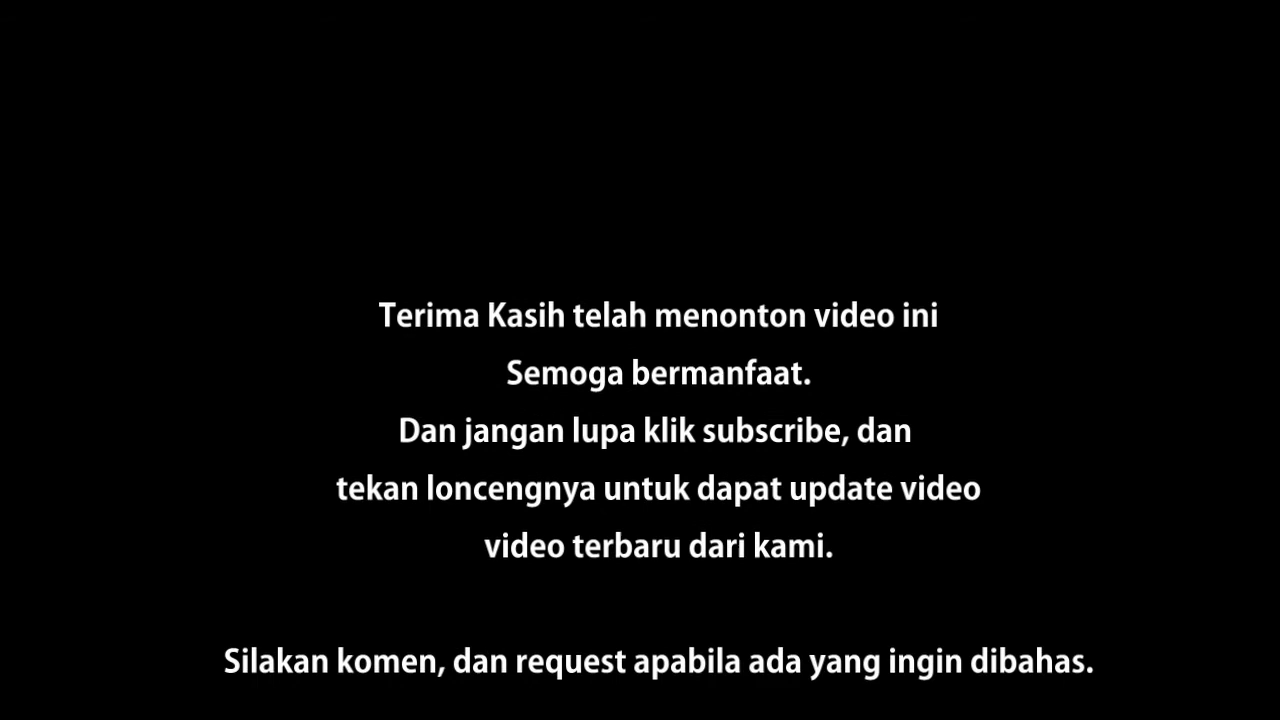 Terima Kasih telah menonton video ini
Semoga bermanfaat.
Dan jangan lupa klik subscribe, dan
tekan loncengnya untuk dapat update video
video terbaru dari kami.
Silakan komen, dan request apabila ada yang ingin dibahas.